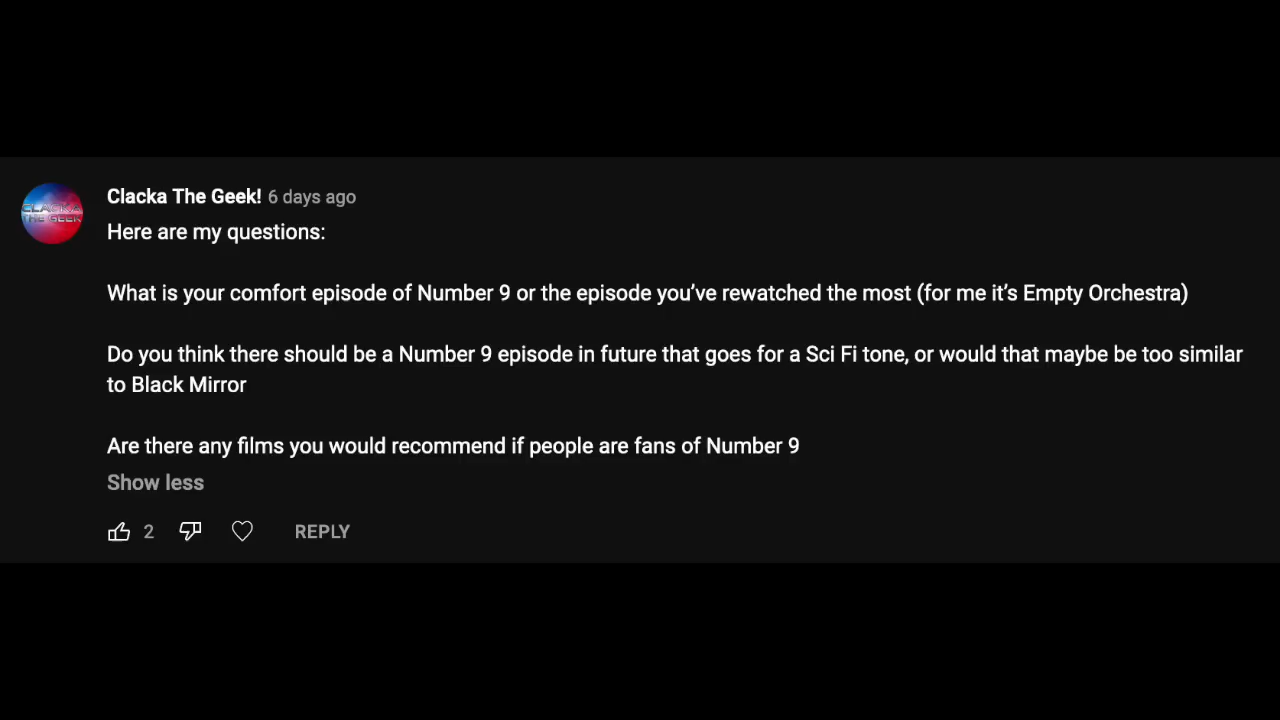 CLACKA
THE GEEK
Clacka The Geek! 6 days ago
Here are my questions:
What is your comfort episode of Number 9 or the episode you’ve rewatched the most (for me it’s Empty Orchestra)
Do you think there should be a Number 9 episode in future that goes for a Sci Fi tone, or would that maybe be too similar
to Black Mirror
Are there any films you would recommend if people are fans of Number 9
Show less
2 REPLY